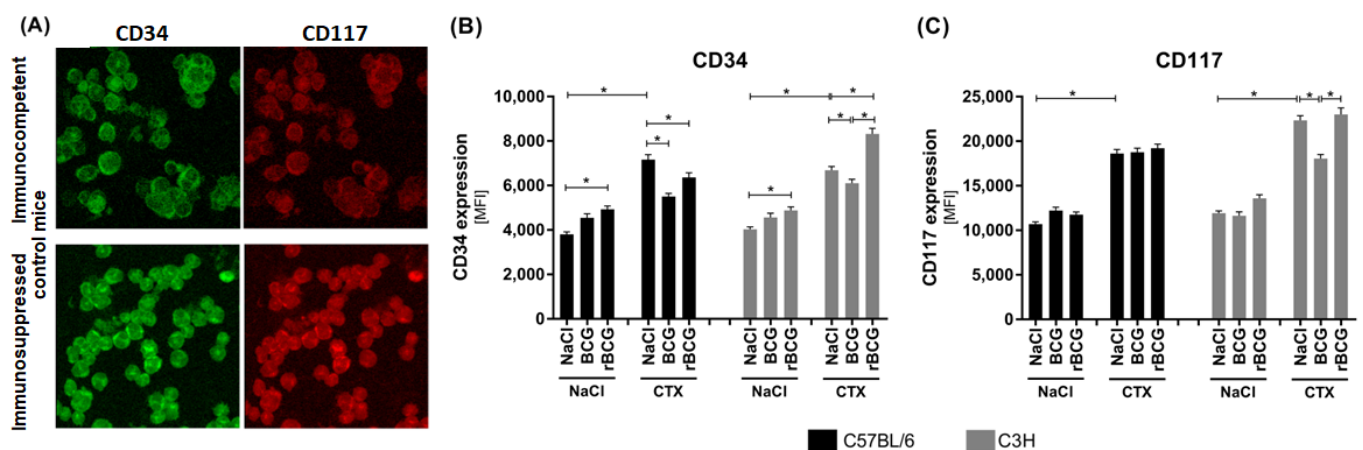 (A)
CD34 CD117
Immunocompetent
Immunosuppressed
control mice
(B)
CD34
CD34 expression
[MFI]
10,000
8,000
6,000
4,000
2,000
0
* * * * * * * * *
NaCl BCG rBCG NaCl BCG rBCG NaCl BCG rBCG NaCl BCG rBCG
NaCl CTX NaCl CTX
(C)
CD117
CD117 expression
[MFI]
25,000
20,000
15,000
10,000
5,000
0
* * * *
NaCl BCG rBCG NaCl BCG rBCG NaCl BCG rBCG NaCl BCG rBCG
NaCl CTX NaCl CTX
C57BL/6 C3H